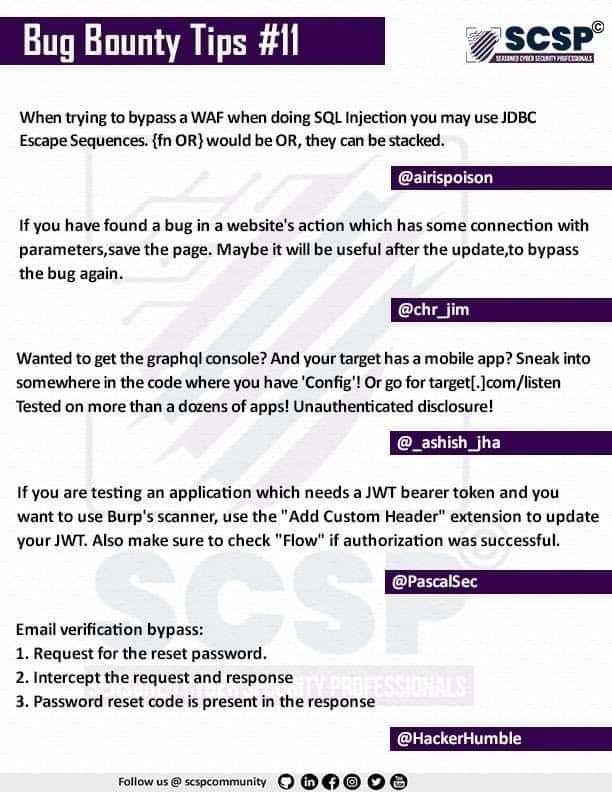 Bug Bounty Tips #11
SCSP©
SEASONED CYBER SECURITY PROFESSIONALS
When trying to bypass a WAF when doing SQL Injection you may use JDBC
Escape Sequences. {fn OR} would be OR, they can be stacked.
@airispoison
If you have found a bug in a website's action which has some connection with
parameters,save the page. Maybe it will be useful after the update,to bypass
the bug again.
@chr_jim
Wanted to get the graphql console? And your target has a mobile app? Sneak into
somewhere in the code where you have 'Config'! Or go for target[.]com/listen
Tested on more than a dozens of apps! Unauthenticated disclosure!
@_ashish_jha
If you are testing an application which needs a JWT bearer token and you
want to use Burp's scanner, use the "Add Custom Header" extension to update
your JWT. Also make sure to check "Flow" if authorization was successful.
@PascalSec
Email verification bypass:
1. Request for the reset password.
2. Intercept the request and response
3. Password reset code is present in the response
@HackerHumble
SCSP©
SEASONED CYBER SECURITY PROFESSIONALS
Follow us @ scspcommunity